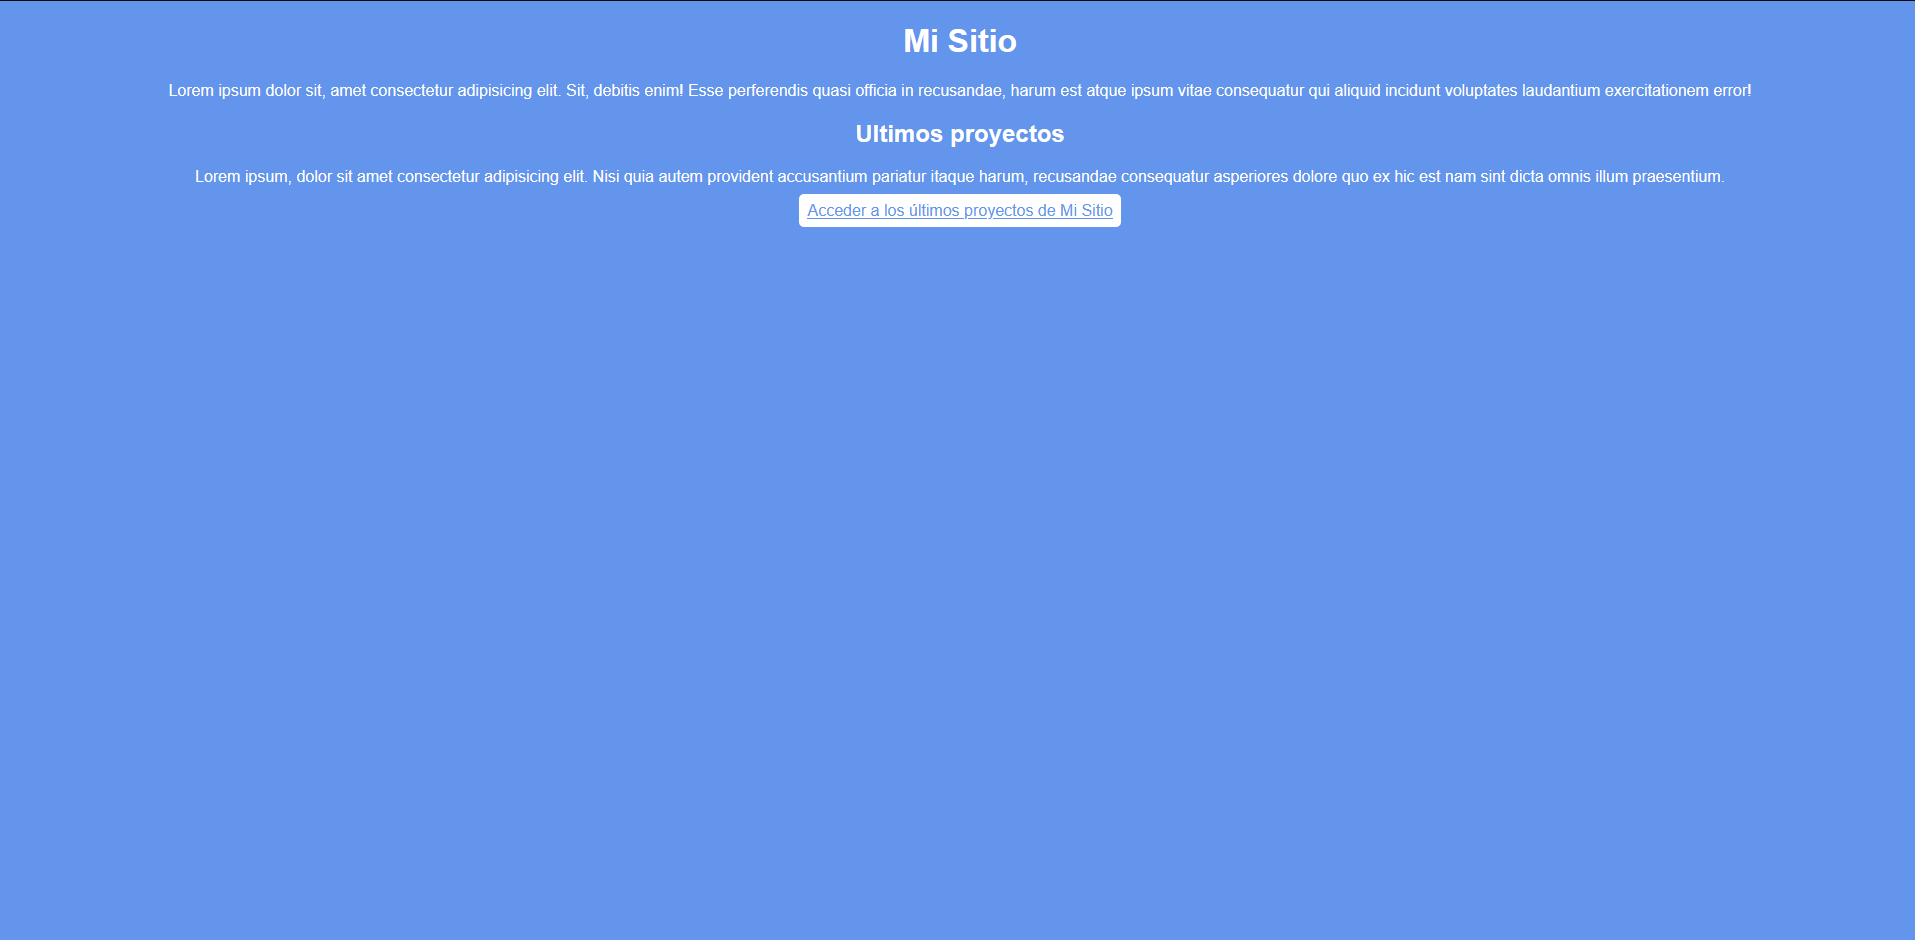 Mi Sitio
Lorem ipsum dolor sit, amet consectetur adipisicing elit. Sit, debitis enim! Esse perferendis quasi officia in recusandae, harum est atque ipsum vitae consequatur qui aliquid incidunt voluptates laudantium exercitationem error!
Ultimos proyectos
Lorem ipsum, dolor sit amet consectetur adipisicing elit. Nisi quia autem provident accusantium pariatur itaque harum, recusandae consequatur asperiores dolore quo ex hic est nam sint dicta omnis illum praesentium.
Acceder a los últimos proyectos de Mi Sitio